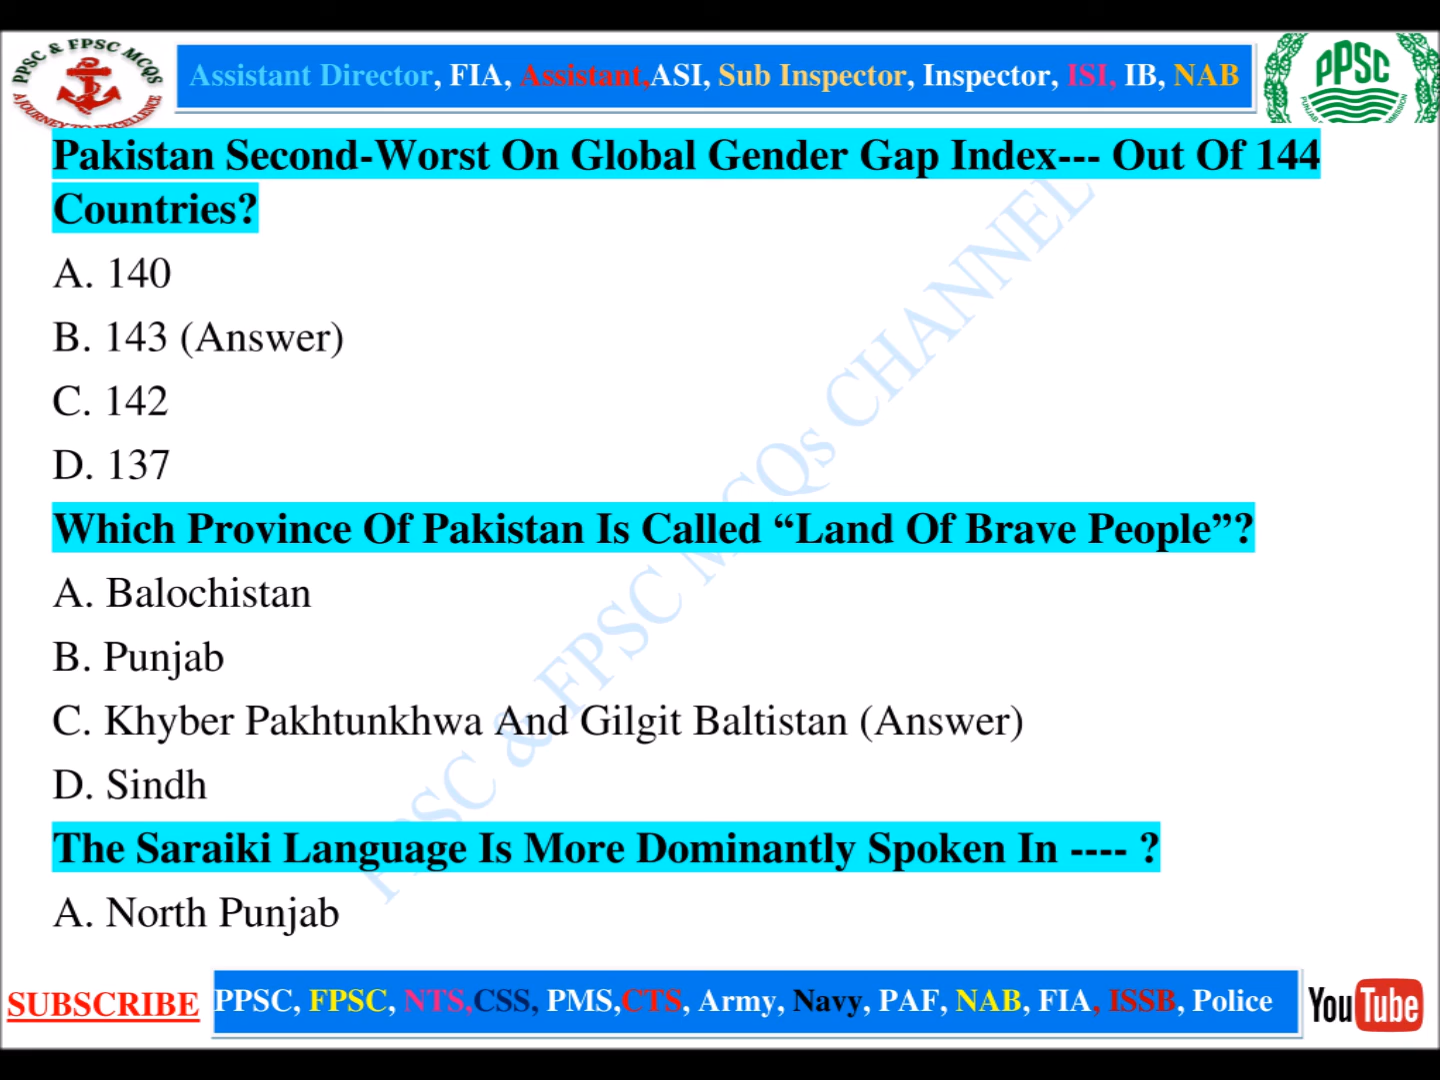 PPSC & FPSC MCQS
A JOURNEY TO EXCELLENCE
Assistant Director, FIA, Assistant,ASI, Sub Inspector, Inspector, ISI, IB, NAB
PPSC
Pakistan Second-Worst On Global Gender Gap Index--- Out Of 144
Countries?
A. 140
B. 143 (Answer)
C. 142
D. 137
Which Province Of Pakistan Is Called “Land Of Brave People”?
A. Balochistan
B. Punjab
C. Khyber Pakhtunkhwa And Gilgit Baltistan (Answer)
D. Sindh
The Saraiki Language Is More Dominantly Spoken In ---- ?
A. North Punjab
PPSC & FPSC MCQs CHANNEL
SUBSCRIBE
PPSC, FPSC, NTS,CSS, PMS,CTS, Army, Navy, PAF, NAB, FIA, ISSB, Police
YouTube